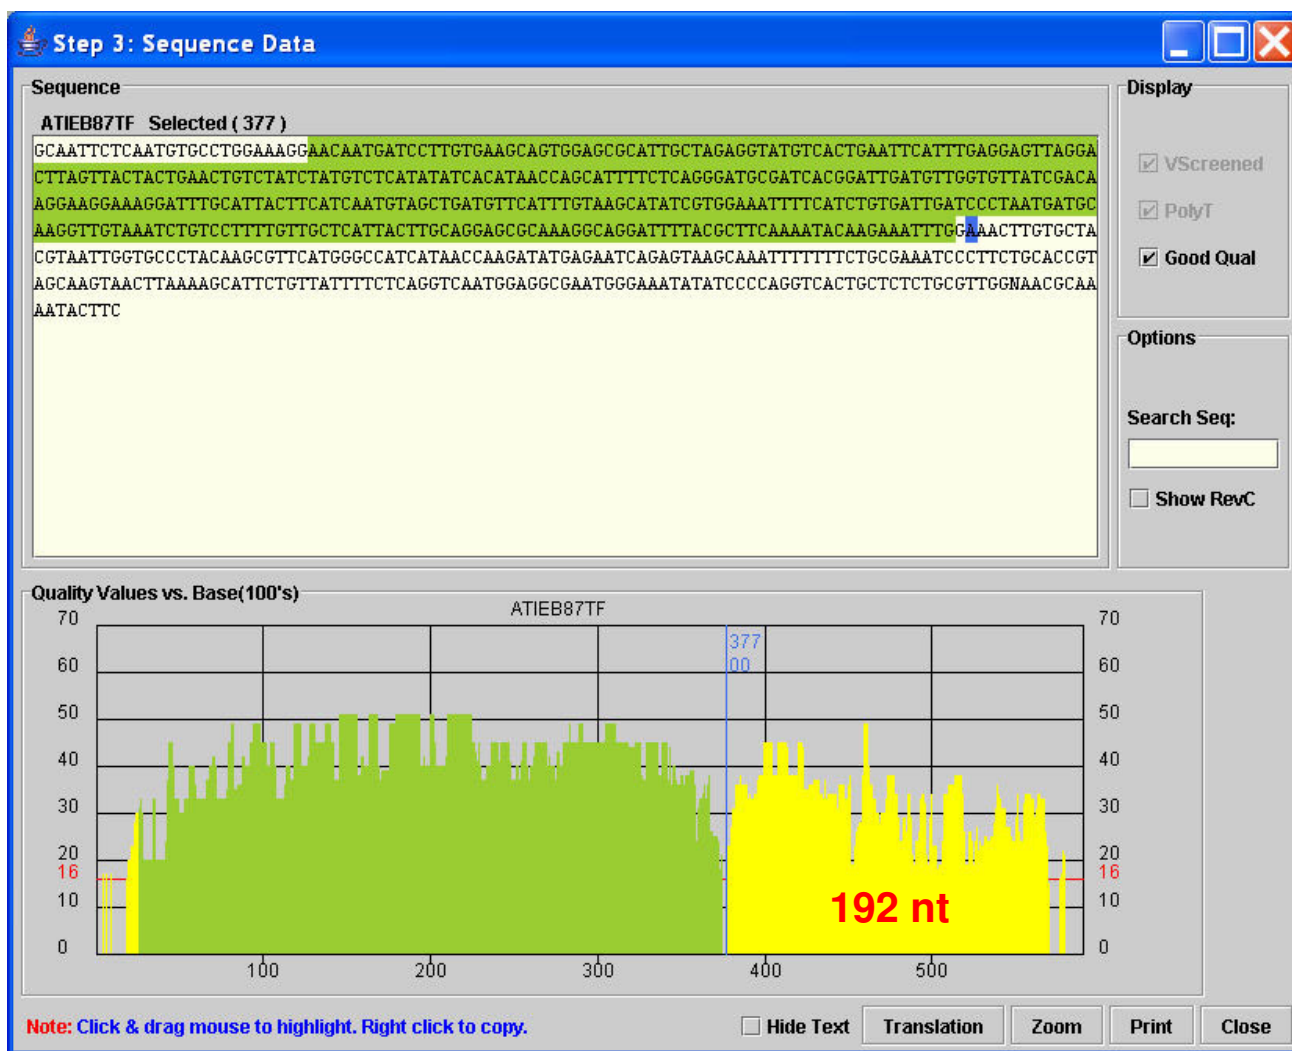 Step 3: Sequence Data
Sequence
ATIEB87TF Selected ( 377 )
GCAATTCTCAATGTGCCTGGAAAGGAACAATGATCCTTGTGAAGCAGTGGAGCGCATTGCTAGAGGTATGTCACTGAATTCATTTGAGGAGTTAGGA
CTTAGTTACTACTGAACTGTCTATCTATGTCTCATATATCACATAACCAGCATTTTCTCAGGGATGCGATCACGGATTGATGTTGGTGTTATCGACA
AGGAAGGAAAGGATTTGCATTACTTCATCAATGTAGCTGATGTTCATTTGTAAGCATATCGTGGAAATTTTCATCTGTGATTGATCCCTAATGATGC
AAGGTTGTAAATCTGTCCTTTTGTTGCTCATTACTTGCAGGAGCGCAAAGGCAGGATTTTACGCTTCAAAATACAAGAAATTTGGAAACTTGTGCTA
CGTAATTGGTGCCCTACAAGCGTTCATGGGCCATCATAACCAAGATATGAGAATCAGAGTAAGCAAATTTTTTTCTGCGAAATCCCTTCTGCACCGT
AGCAAGTAACTTAAAAGCATTCTGTTATTTTCTCAGGTCAATGGAGGCGAATGGGAAATATATCCCCAGGTCACTGCTCTCTGCGTTGGNAACGCAA
AATACTTC
Display
VScreened
PolyT
Good Qual
Options
Search Seq:
Show RevC
Quality Values vs. Base(100's)
ATIEB87TF
70
60
50
40
30
20
16
10
0
377
00
192 nt
70
60
50
40
30
20
16
10
0
100 200 300 400 500
Note: Click & drag mouse to highlight. Right click to copy.
Hide Text
Translation
Zoom
Print
Close